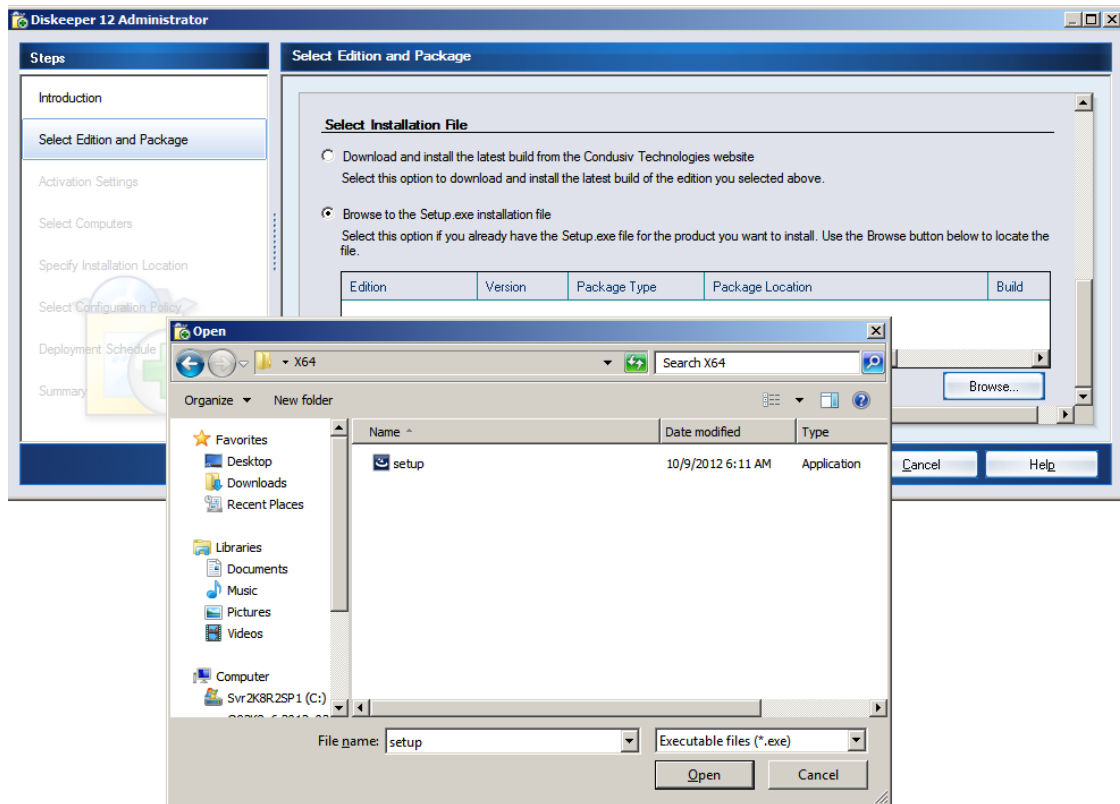 Diskeeper 12 Administrator
Steps
Introduction
Select Edition and Package
Activation Settings
Select Computers
Specify Installation Location
Select Configuration Policy
Deployment Schedule
Summary
Select Edition and Package
Select Installation File
Download and install the latest build from the Condusiv Technologies website
Select this option to download and install the latest build of the edition you selected above.
Browse to the Setup.exe installation file
Select this option if you already have the Setup.exe file for the product you want to install. Use the Browse button below to locate the
file.
Edition Version Package Type Package Location Build
Browse...
Cancel Help
Open
X64 Search X64
Organize New folder
Favorites
Desktop
Downloads
Recent Places
Libraries
Documents
Music
Pictures
Videos
Computer
Svr2K8R2SP1 (C:)
Name Date modified Type
setup 10/9/2012 6:11 AM Application
File name: setup Executable files (*.exe)
Open Cancel